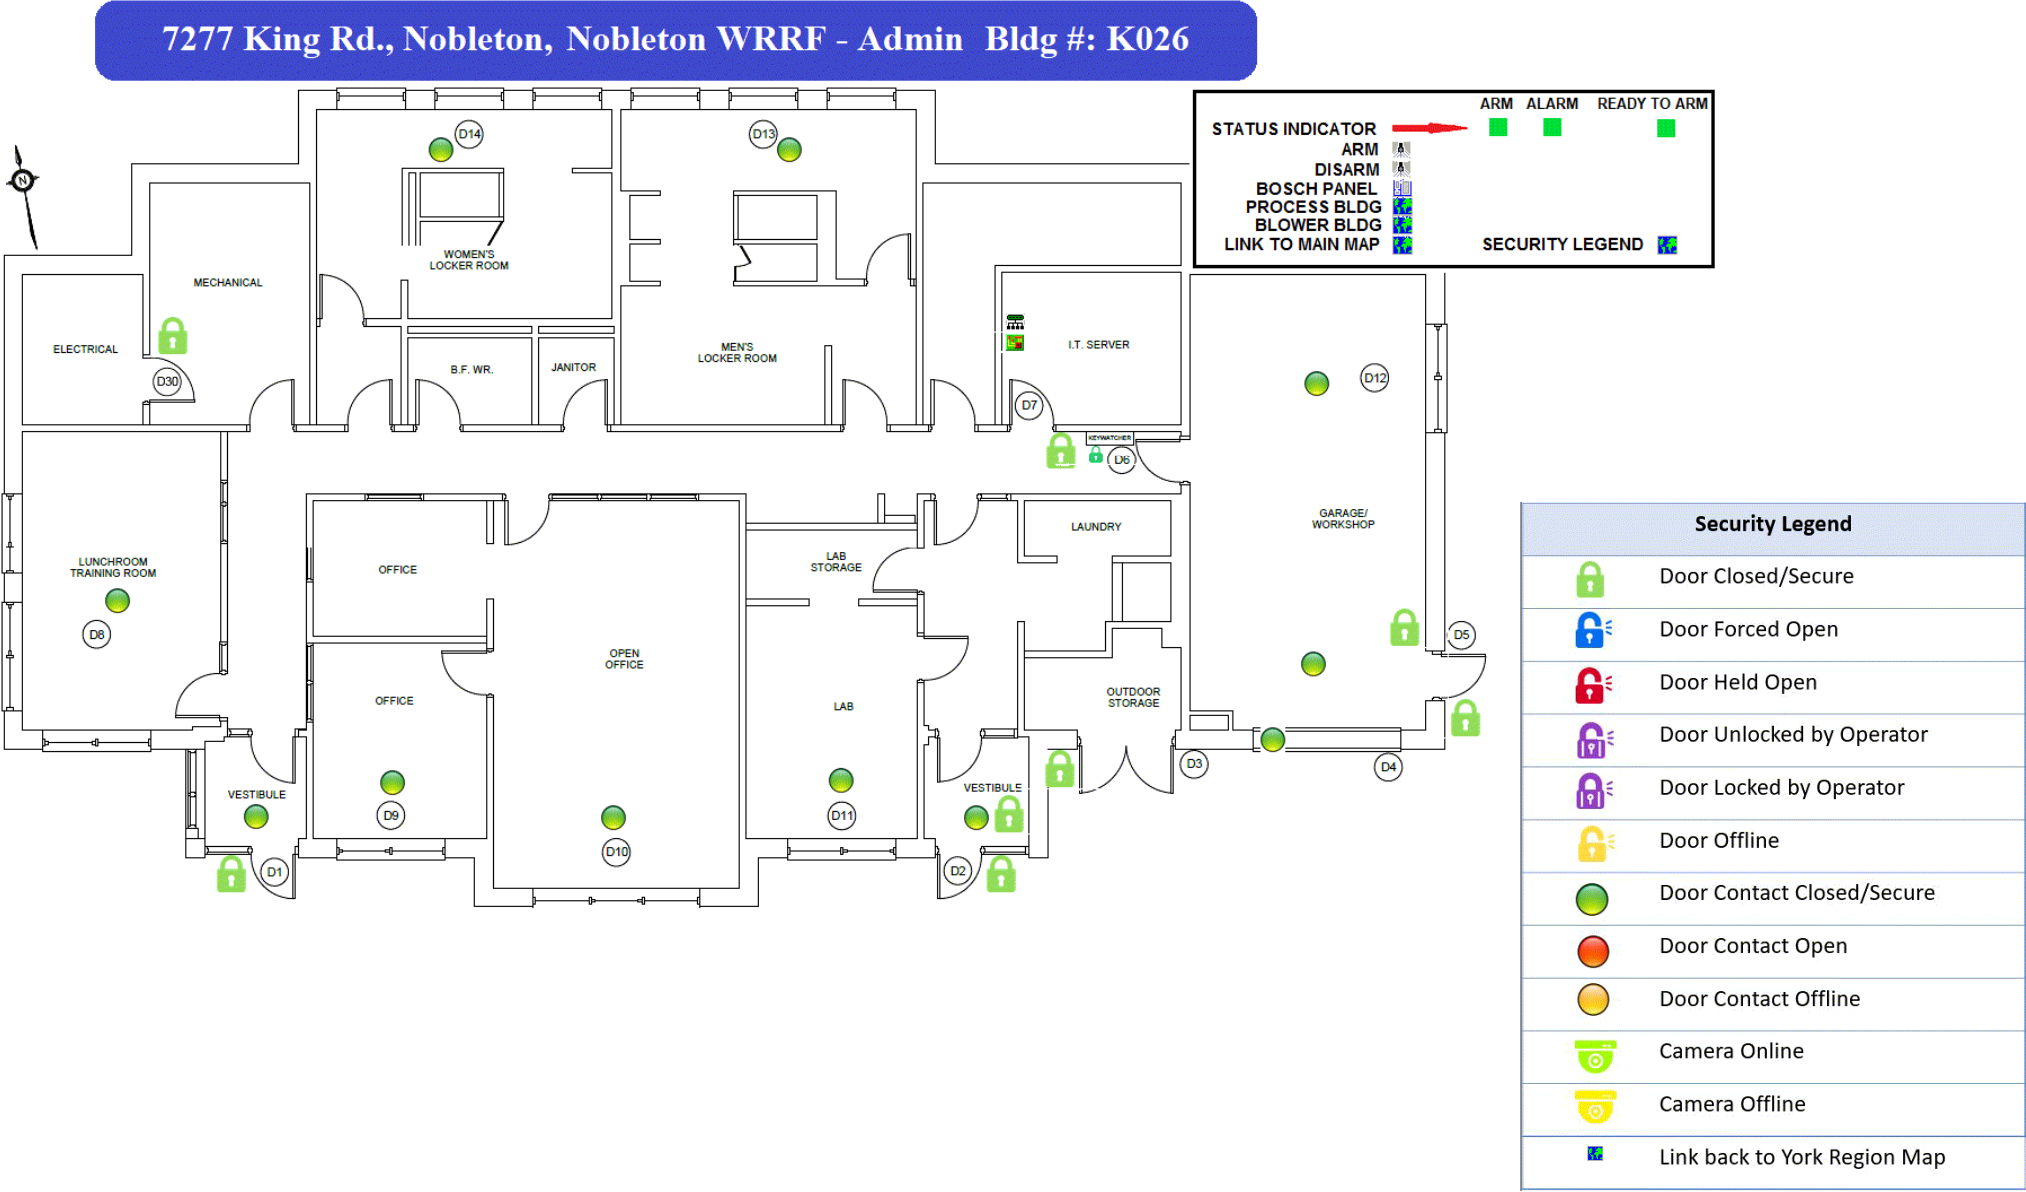 7277 King Rd., Nobleton, Nobleton WRRF - Admin Bldg #: K026
ARM ALARM READY TO ARM
STATUS INDICATOR
ARM
DISARM
BOSCH PANEL
PROCESS BLDG
BLOWER BLDG
LINK TO MAIN MAP
SECURITY LEGEND
N
D14
D13
WOMEN'S
LOCKER ROOM
MECHANICAL
ELECTRICAL
D30
B.F. WR.
JANITOR
MEN'S
LOCKER ROOM
I.T. SERVER
D7
D12
KEYWATCHER
D6
GARAGE/
WORKSHOP
LAUNDRY
LAB
STORAGE
OFFICE
LUNCHROOM
TRAINING ROOM
D8
OPEN
OFFICE
OFFICE
LAB
OUTDOOR
STORAGE
D5
D3
D4
VESTIBULE
VESTIBULE
D9
D11
D10
D1
D2
Security Legend
Door Closed/Secure
Door Forced Open
Door Held Open
Door Unlocked by Operator
Door Locked by Operator
Door Offline
Door Contact Closed/Secure
Door Contact Open
Door Contact Offline
Camera Online
Camera Offline
Link back to York Region Map